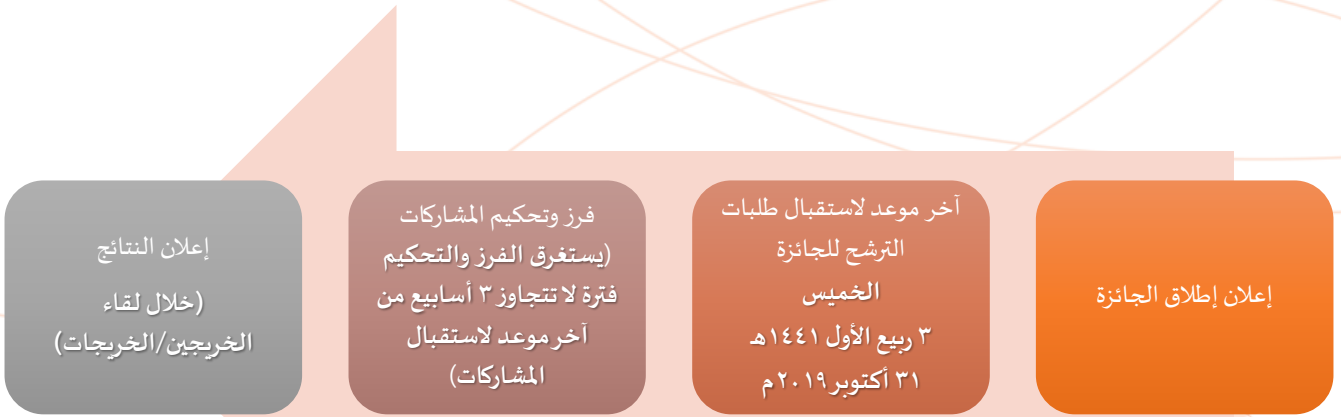 إعلان إطلاق الجائزة
آخر موعد لاستقبال طلبات
الترشح للجائزة
الخميس
٣ ربيع الأول ١٤٤١هـ
٣١ أكتوبر ٢٠١٩ م
فرز وتحكيم المشاركات
(يستغرق الفرز والتحكيم
فترة لا تتجاوز ٣ أسابيع من
آخر موعد لاستقبال
المشاركات)
إعلان النتائج
(خلال لقاء
الخريجين/الخريجات)